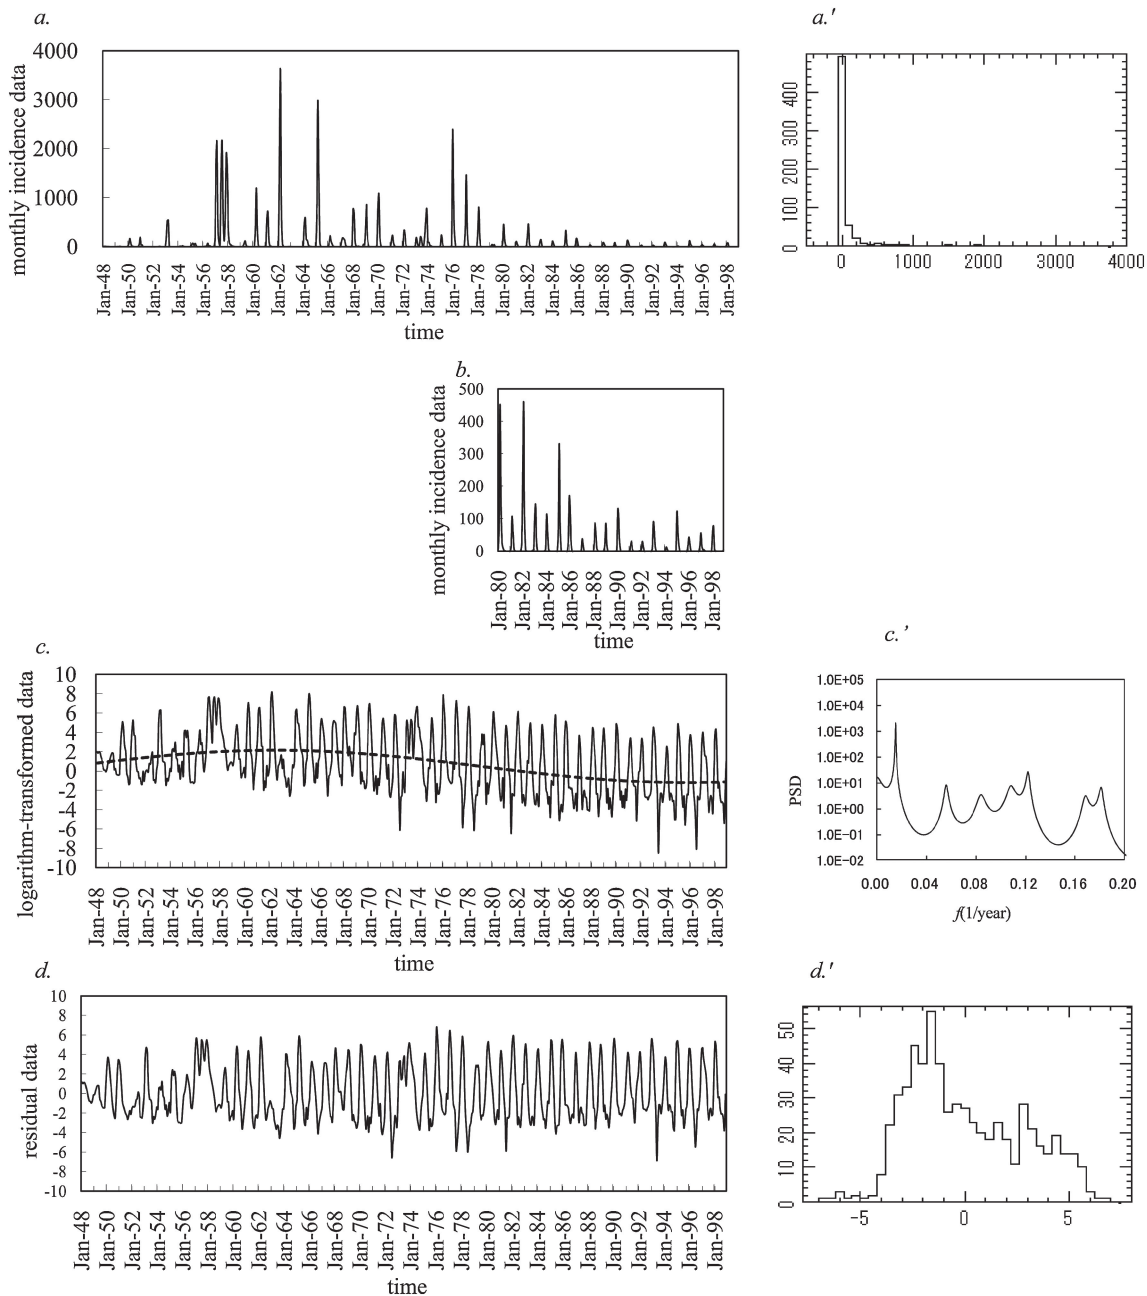 a.
monthly incidence data
4000
3000
2000
1000
0
Jan-48 Jan-50 Jan-52 Jan-54 Jan-56 Jan-58 Jan-60 Jan-62 Jan-64 Jan-66 Jan-68 Jan-70 Jan-72 Jan-74 Jan-76 Jan-78 Jan-80 Jan-82 Jan-84 Jan-86 Jan-88 Jan-90 Jan-92 Jan-94 Jan-96 Jan-98
time
a.'
400
300
200
100
0
0 1000 2000 3000 4000
b.
monthly incidence data
500
400
300
200
100
0
Jan-80 Jan-82 Jan-84 Jan-86 Jan-88 Jan-90 Jan-92 Jan-94 Jan-96 Jan-98
time
c.
logarithm-transformed data
10
8
6
4
2
0
-2
-4
-6
-8
-10
Jan-48 Jan-50 Jan-52 Jan-54 Jan-56 Jan-58 Jan-60 Jan-62 Jan-64 Jan-66 Jan-68 Jan-70 Jan-72 Jan-74 Jan-76 Jan-78 Jan-80 Jan-82 Jan-84 Jan-86 Jan-88 Jan-90 Jan-92 Jan-94 Jan-96 Jan-98
time
c.'
PSD
1.0E+05
1.0E+04
1.0E+03
1.0E+02
1.0E+01
1.0E+00
1.0E-01
1.0E-02
0.00 0.04 0.08 0.12 0.16 0.20
f(1/year)
d.
residual data
10
8
6
4
2
0
-2
-4
-6
-8
-10
Jan-48 Jan-50 Jan-52 Jan-54 Jan-56 Jan-58 Jan-60 Jan-62 Jan-64 Jan-66 Jan-68 Jan-70 Jan-72 Jan-74 Jan-76 Jan-78 Jan-80 Jan-82 Jan-84 Jan-86 Jan-88 Jan-90 Jan-92 Jan-94 Jan-96 Jan-98
time
d.'
50
40
30
20
10
0
-5 0 5